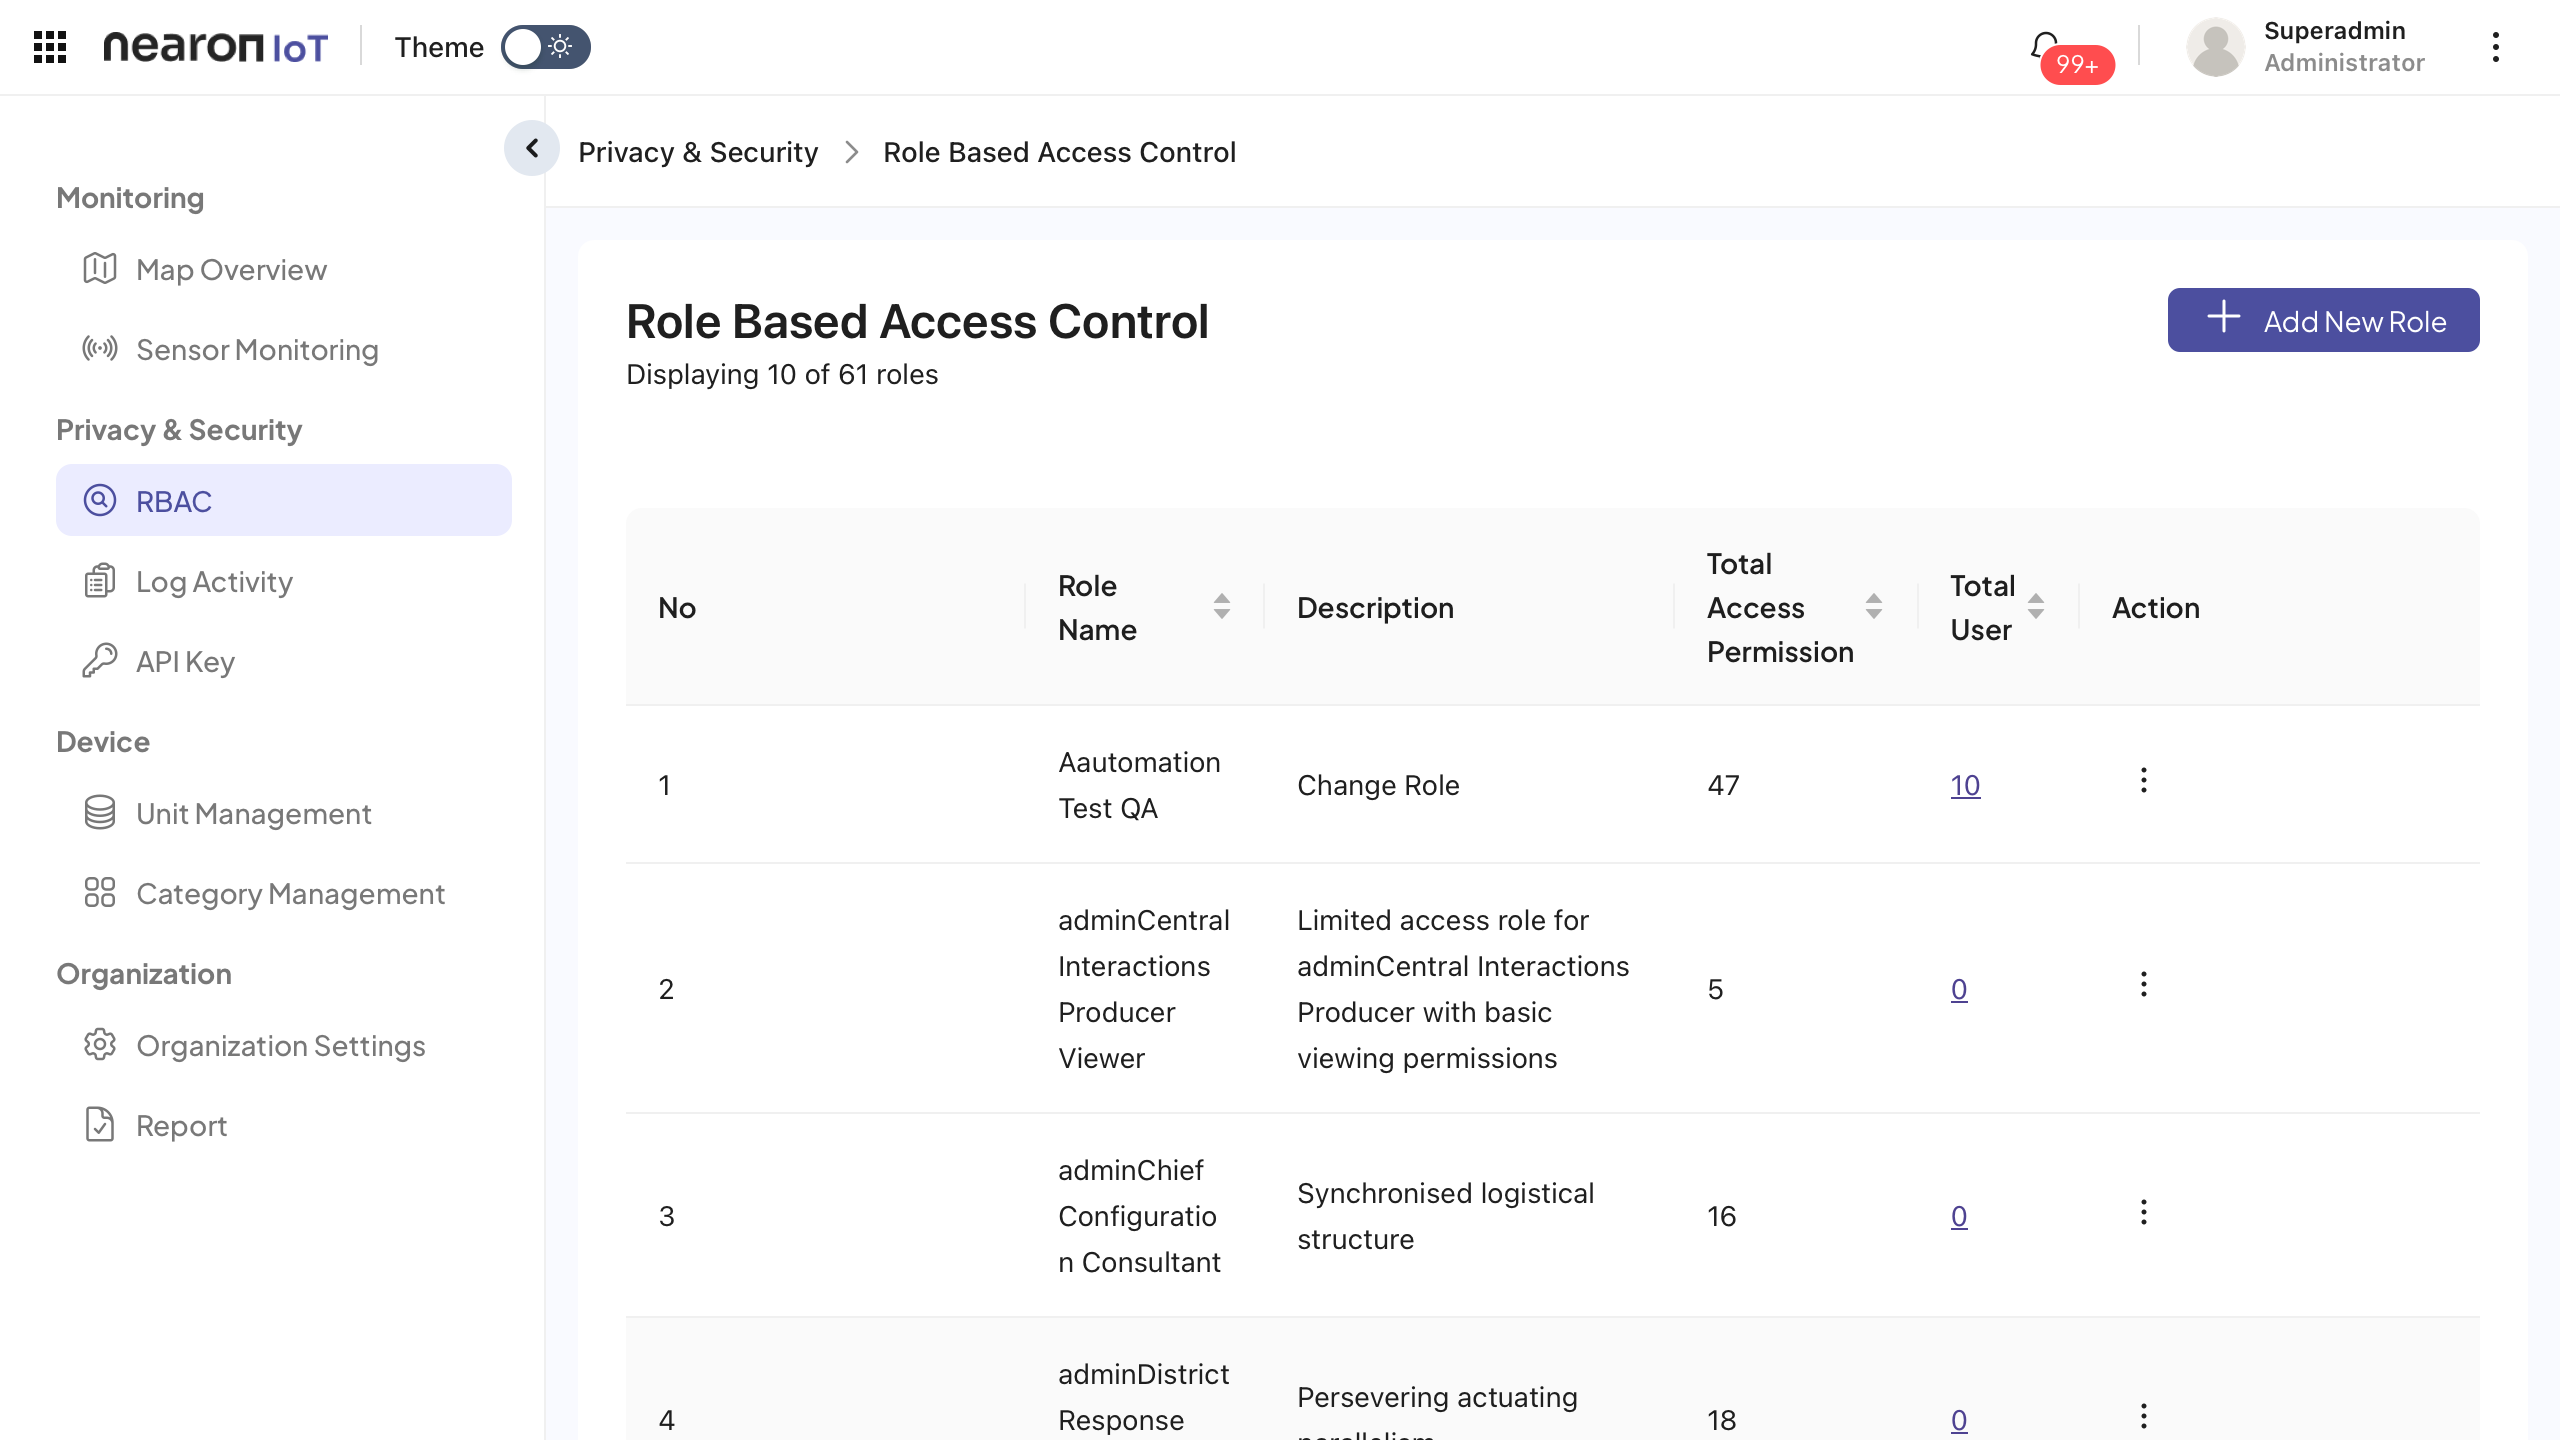 nearon IoT
Theme
99+
Superadmin
Administrator
Privacy & Security
Role Based Access Control
Monitoring
Map Overview
Sensor Monitoring
Privacy & Security
RBAC
Log Activity
API Key
Device
Unit Management
Category Management
Organization
Organization Settings
Report
Role Based Access Control
Displaying 10 of 61 roles
Add New Role
No
Role
Name
Description
Total
Access
Permission
Total
User
Action
1
Aautomation
Test QA
Change Role
47
10
2
adminCentral
Interactions
Producer
Viewer
Limited access role for
adminCentral Interactions
Producer with basic
viewing permissions
5
0
3
adminChief
Configuratio
n Consultant
Synchronised logistical
structure
16
0
4
adminDistrict
Response
Persevering actuating
18
0